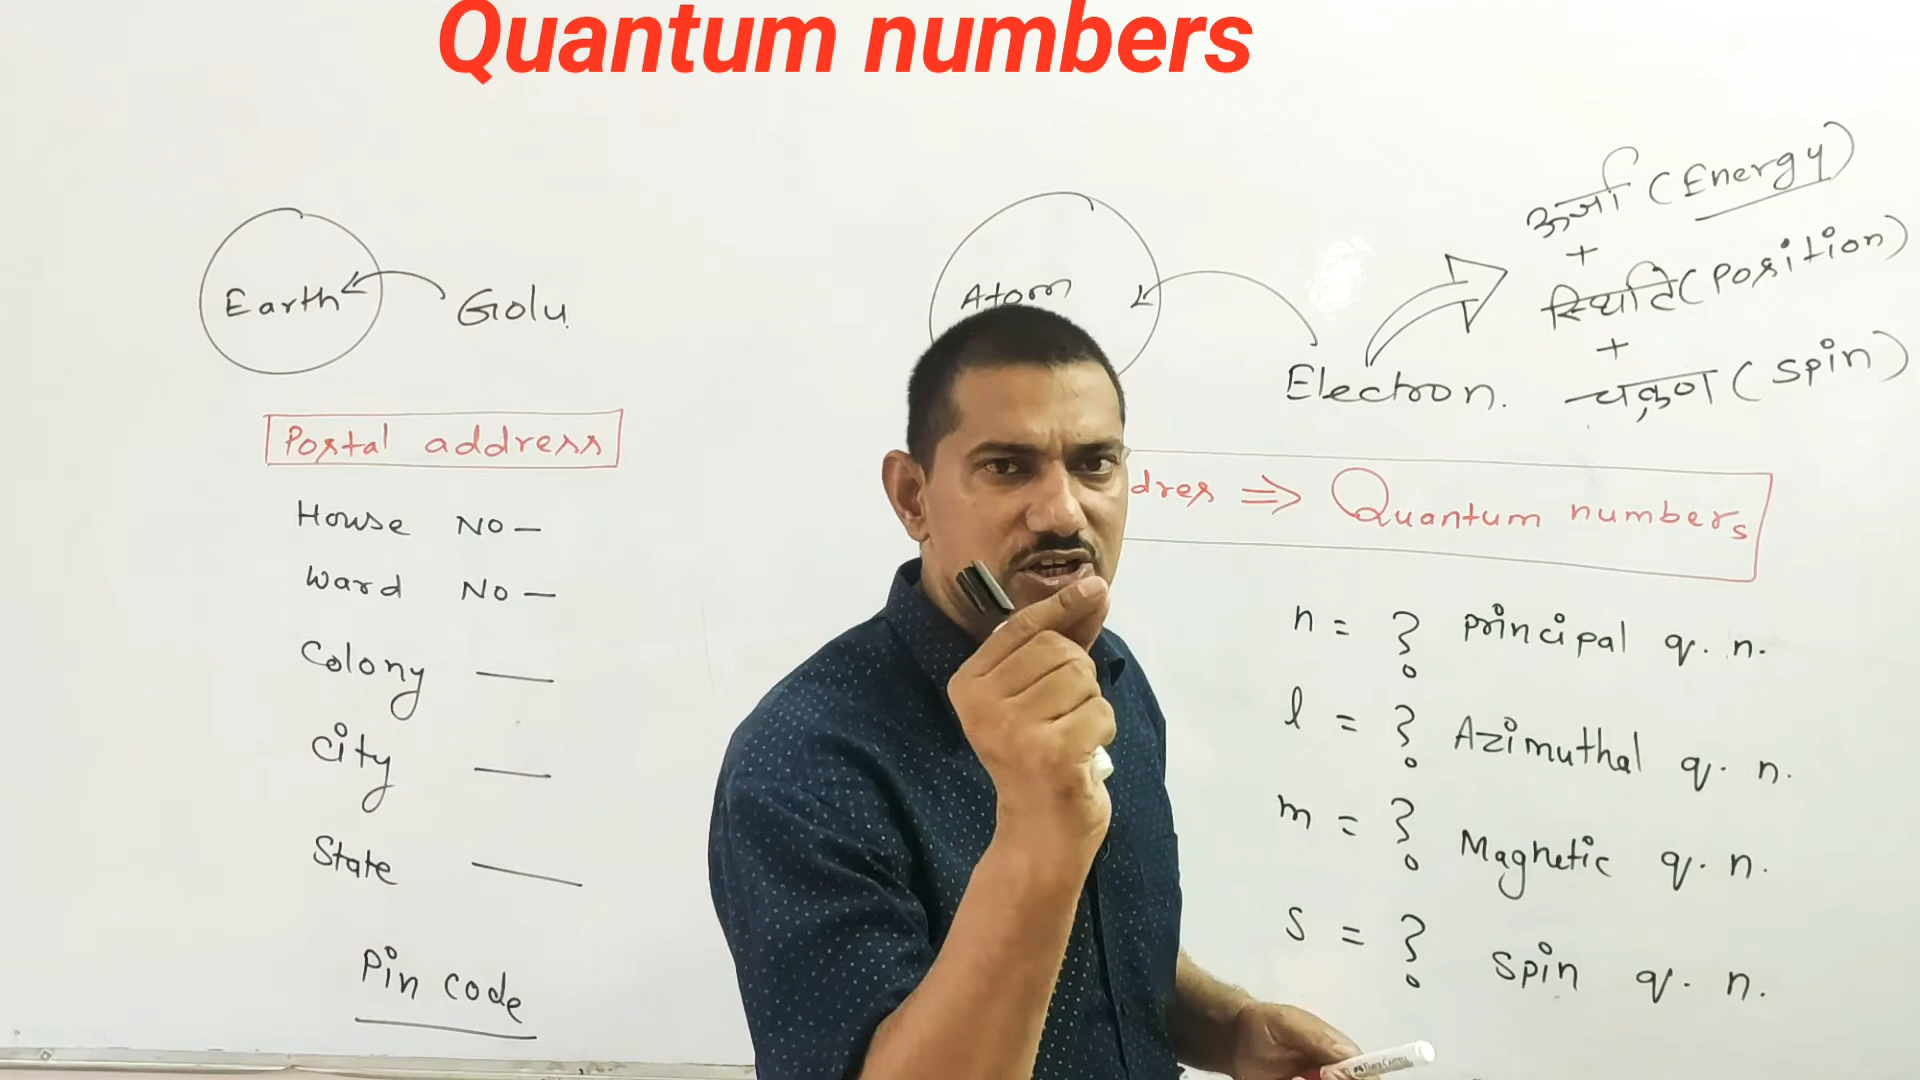 Quantum numbers
Earth
Golu
Postal address
House No —
Ward No —
Colony —
City —
State —
Pin code
Atom
Electron.
ऊर्जा (Energy)
+
स्थिति (Position)
+
चक्रण (Spin)
dres ⇒ Quantum numbers
n = ? Principal q. n.
l = ? Azimuthal q. n.
m = ? Magnetic q. n.
s = ? Spin q. n.